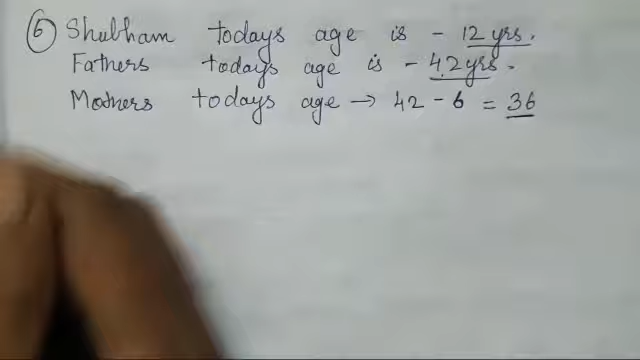 6 Shubham todays age is - 12 yrs.
Fathers todays age is - 42 yrs.
Mothers todays age → 42 - 6 = 36